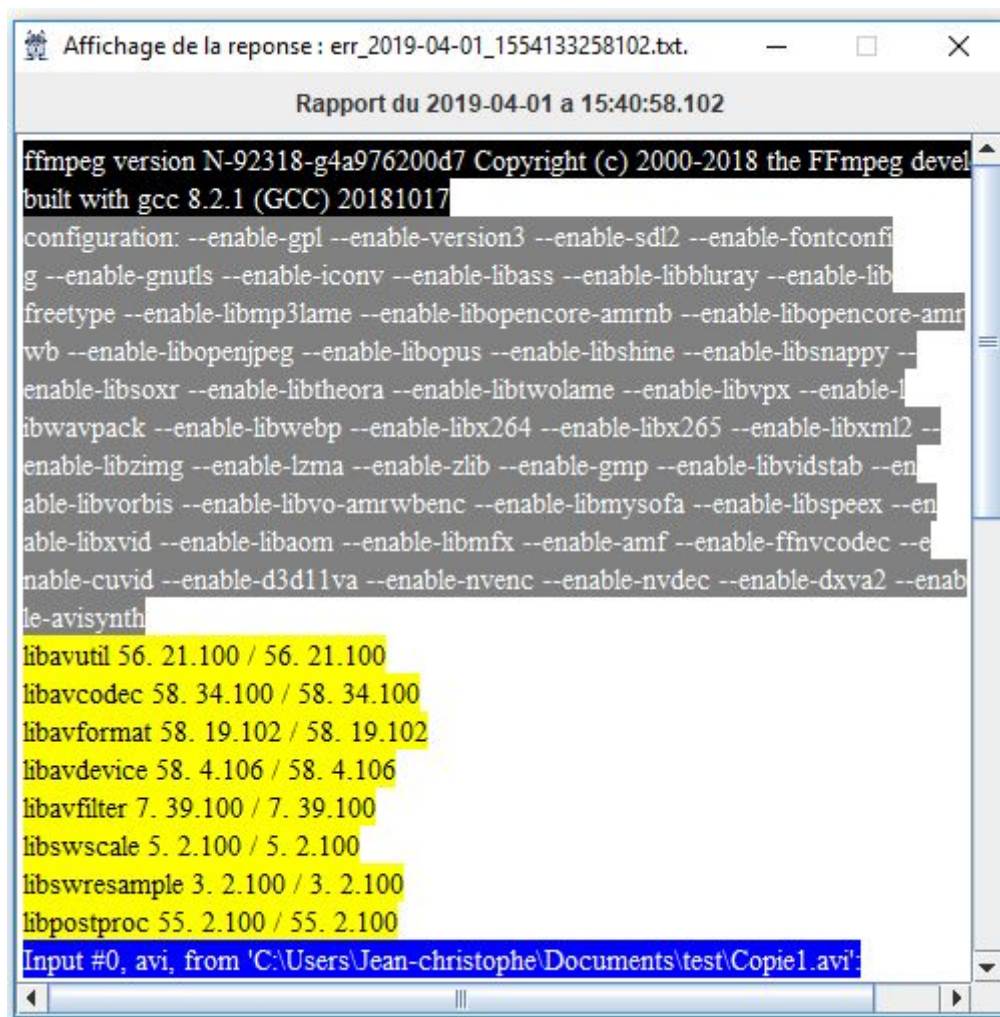 Affichage de la reponse : err_2019-04-01_1554133258102.txt.
Rapport du 2019-04-01 a 15:40:58.102
ffmpeg version N-92318-g4a976200d7 Copyright (c) 2000-2018 the FFmpeg devel
built with gcc 8.2.1 (GCC) 20181017
configuration: --enable-gpl --enable-version3 --enable-sdl2 --enable-fontconfi
g --enable-gnutls --enable-iconv --enable-libass --enable-libbluray --enable-lib
freetype --enable-libmp3lame --enable-libopencore-amrnb --enable-libopencore-amr
wb --enable-libopenjpeg --enable-libopus --enable-libshine --enable-libsnappy --
enable-libsoxr --enable-libtheora --enable-libtwolame --enable-libvpx --enable-l
ibwavpack --enable-libwebp --enable-libx264 --enable-libx265 --enable-libxml2 --
enable-libzimg --enable-lzma --enable-zlib --enable-gmp --enable-libvidstab --en
able-libvorbis --enable-libvo-amrwbenc --enable-libmysofa --enable-libspeex --en
able-libxvid --enable-libaom --enable-libmfx --enable-amf --enable-ffnvcodec --e
nable-cuvid --enable-d3d11va --enable-nvenc --enable-nvdec --enable-dxva2 --enab
le-avisynth
libavutil 56. 21.100 / 56. 21.100
libavcodec 58. 34.100 / 58. 34.100
libavformat 58. 19.102 / 58. 19.102
libavdevice 58. 4.106 / 58. 4.106
libavfilter 7. 39.100 / 7. 39.100
libswscale 5. 2.100 / 5. 2.100
libswresample 3. 2.100 / 3. 2.100
libpostproc 55. 2.100 / 55. 2.100
Input #0, avi, from 'C:\Users\Jean-christophe\Documents\test\Copie1.avi':